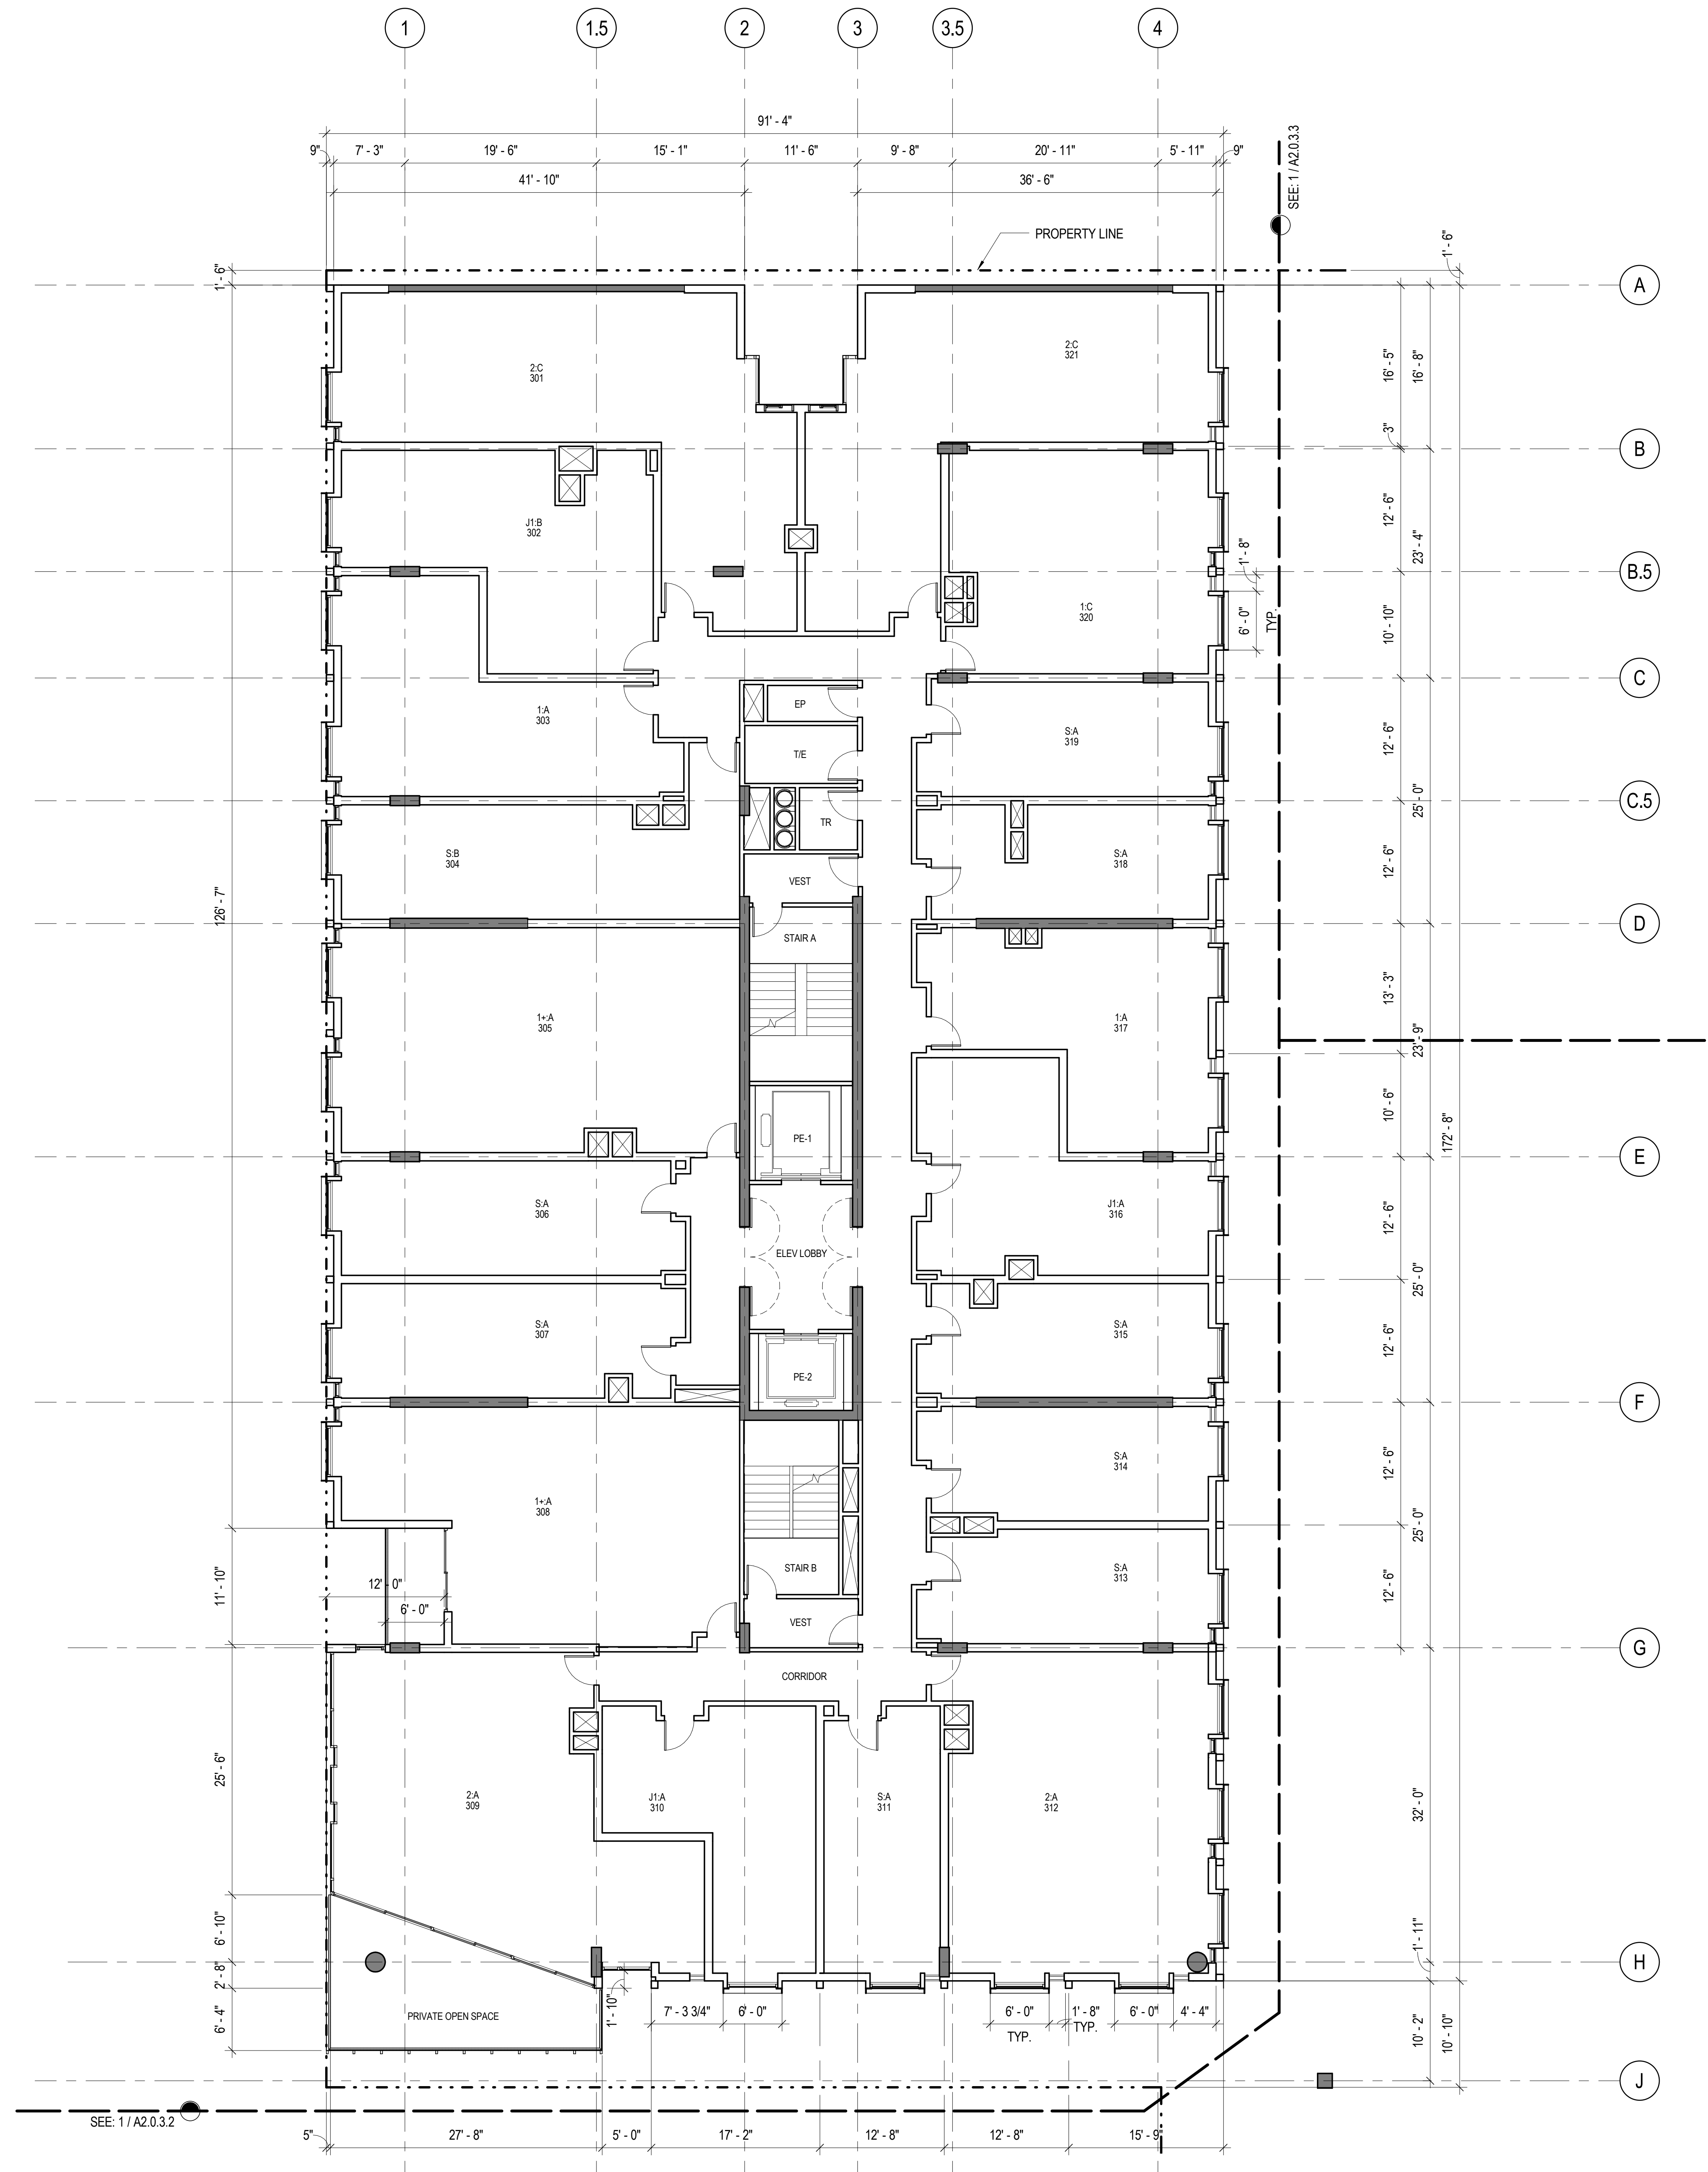 1
1.5
2
3
3.5
4
91' - 4"
9"
7' - 3"
19' - 6"
15' - 1"
11' - 6"
9' - 8"
20' - 11"
5' - 11"
9"
41' - 10"
36' - 6"
SEE: 1 / A2.0.3.3
PROPERTY LINE
1' - 6"
1' - 6"
A
16' - 5"
16' - 8"
2:C
301
2:C
321
3"
B
12' - 6"
23' - 4"
J1:B
302
1' - 8"
B.5
6' - 0"
TYP.
10' - 10"
1:C
320
C
1:A
303
EP
S:A
319
12' - 6"
T/E
25' - 0"
C.5
TR
S:B
304
S:A
318
12' - 6"
VEST
126' - 7"
D
STAIR A
13' - 3"
1+:A
305
1:A
317
23' - 9"
10' - 6"
PE-1
172' - 8"
E
S:A
306
J1:A
316
12' - 6"
ELEV LOBBY
25' - 0"
S:A
307
S:A
315
12' - 6"
PE-2
F
S:A
314
12' - 6"
1+:A
308
25' - 0"
STAIR B
S:A
313
12' - 0"
11' - 10"
12' - 6"
6' - 0"
VEST
G
CORRIDOR
25' - 6"
2:A
309
J1:A
310
S:A
311
2:A
312
32' - 0"
6' - 10"
1' - 11"
H
2' - 8"
6' - 4"
PRIVATE OPEN SPACE
1' - 10"
7' - 3 3/4"
6' - 0"
6' - 0"
TYP.
1' - 8"
TYP.
6' - 0"
4' - 4"
10' - 2"
10' - 10"
J
SEE: 1 / A2.0.3.2
5"
27' - 8"
5' - 0"
17' - 2"
12' - 8"
12' - 8"
15' - 9"